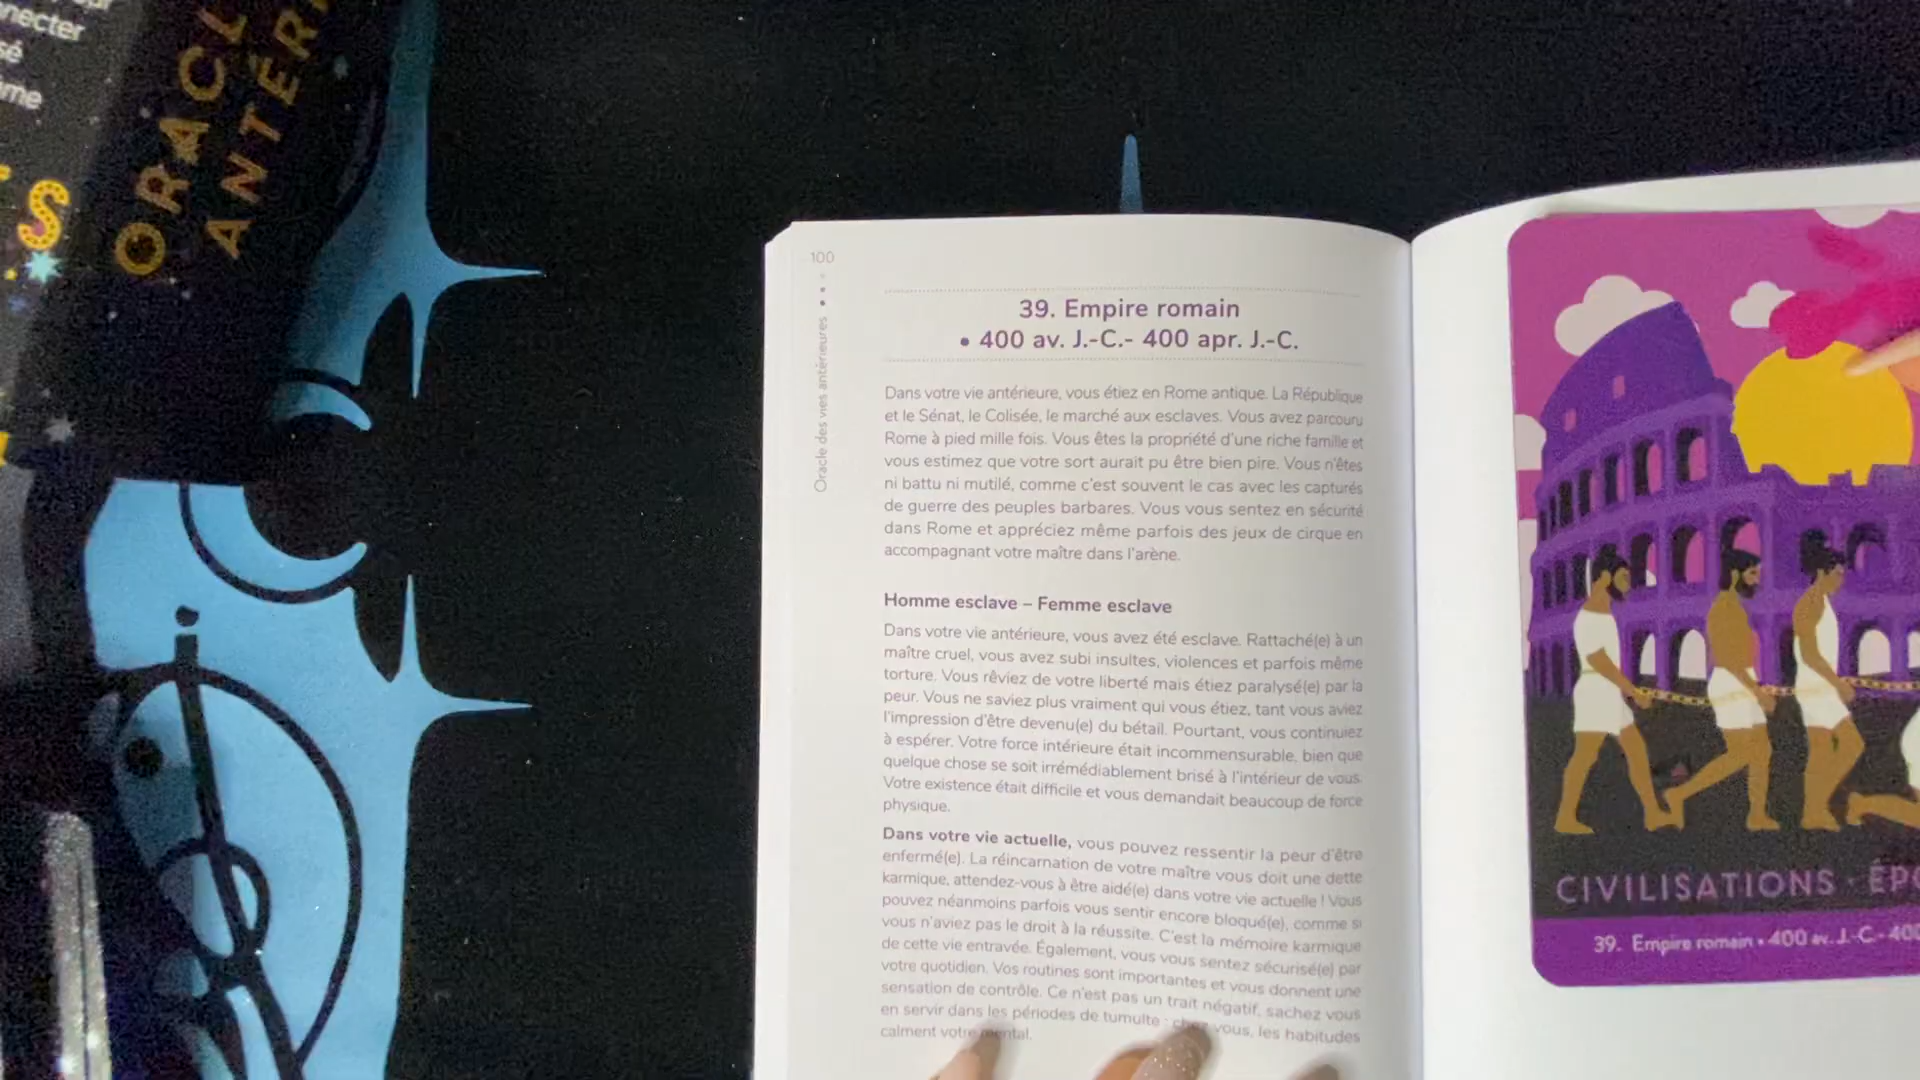 nnecter
sé
me
S
ORACL
ANTÉRI
100
Oracle des vies antérieures
39. Empire romain
• 400 av. J.-C.- 400 apr. J.-C.
Dans votre vie antérieure, vous étiez en Rome antique. La République
et le Sénat, le Colisée, le marché aux esclaves. Vous avez parcouru
Rome à pied mille fois. Vous êtes la propriété d'une riche famille et
vous estimez que votre sort aurait pu être bien pire. Vous n'êtes
ni battu ni mutilé, comme c'est souvent le cas avec les capturés
de guerre des peuples barbares. Vous vous sentez en sécurité
dans Rome et appréciez même parfois des jeux de cirque en
accompagnant votre maître dans l'arène.
Homme esclave – Femme esclave
Dans votre vie antérieure, vous avez été esclave. Rattaché(e) à un
maître cruel, vous avez subi insultes, violences et parfois même
torture. Vous rêviez de votre liberté mais étiez paralysé(e) par la
peur. Vous ne saviez plus vraiment qui vous étiez, tant vous aviez
l'impression d'être devenu(e) du bétail. Pourtant, vous continuiez
à espérer. Votre force intérieure était incommensurable, bien que
quelque chose se soit irrémédiablement brisé à l'intérieur de vous.
Votre existence était difficile et vous demandait beaucoup de force
physique.
Dans votre vie actuelle, vous pouvez ressentir la peur d'être
enfermé(e). La réincarnation de votre maître vous doit une dette
karmique, attendez-vous à être aidé(e) dans votre vie actuelle ! Vous
pouvez néanmoins parfois vous sentir encore bloqué(e), comme si
vous n'aviez pas le droit à la réussite. C'est la mémoire karmique
de cette vie entravée. Également, vous vous sentez sécurisé(e) par
votre quotidien. Vos routines sont importantes et vous donnent une
sensation de contrôle. Ce n'est pas un trait négatif, sachez vous
en servir dans les périodes de tumulte : chez vous, les habitudes
calment votre mental.
CIVILISATIONS · ÉPO
39. Empire romain • 400 av. J.-C - 400